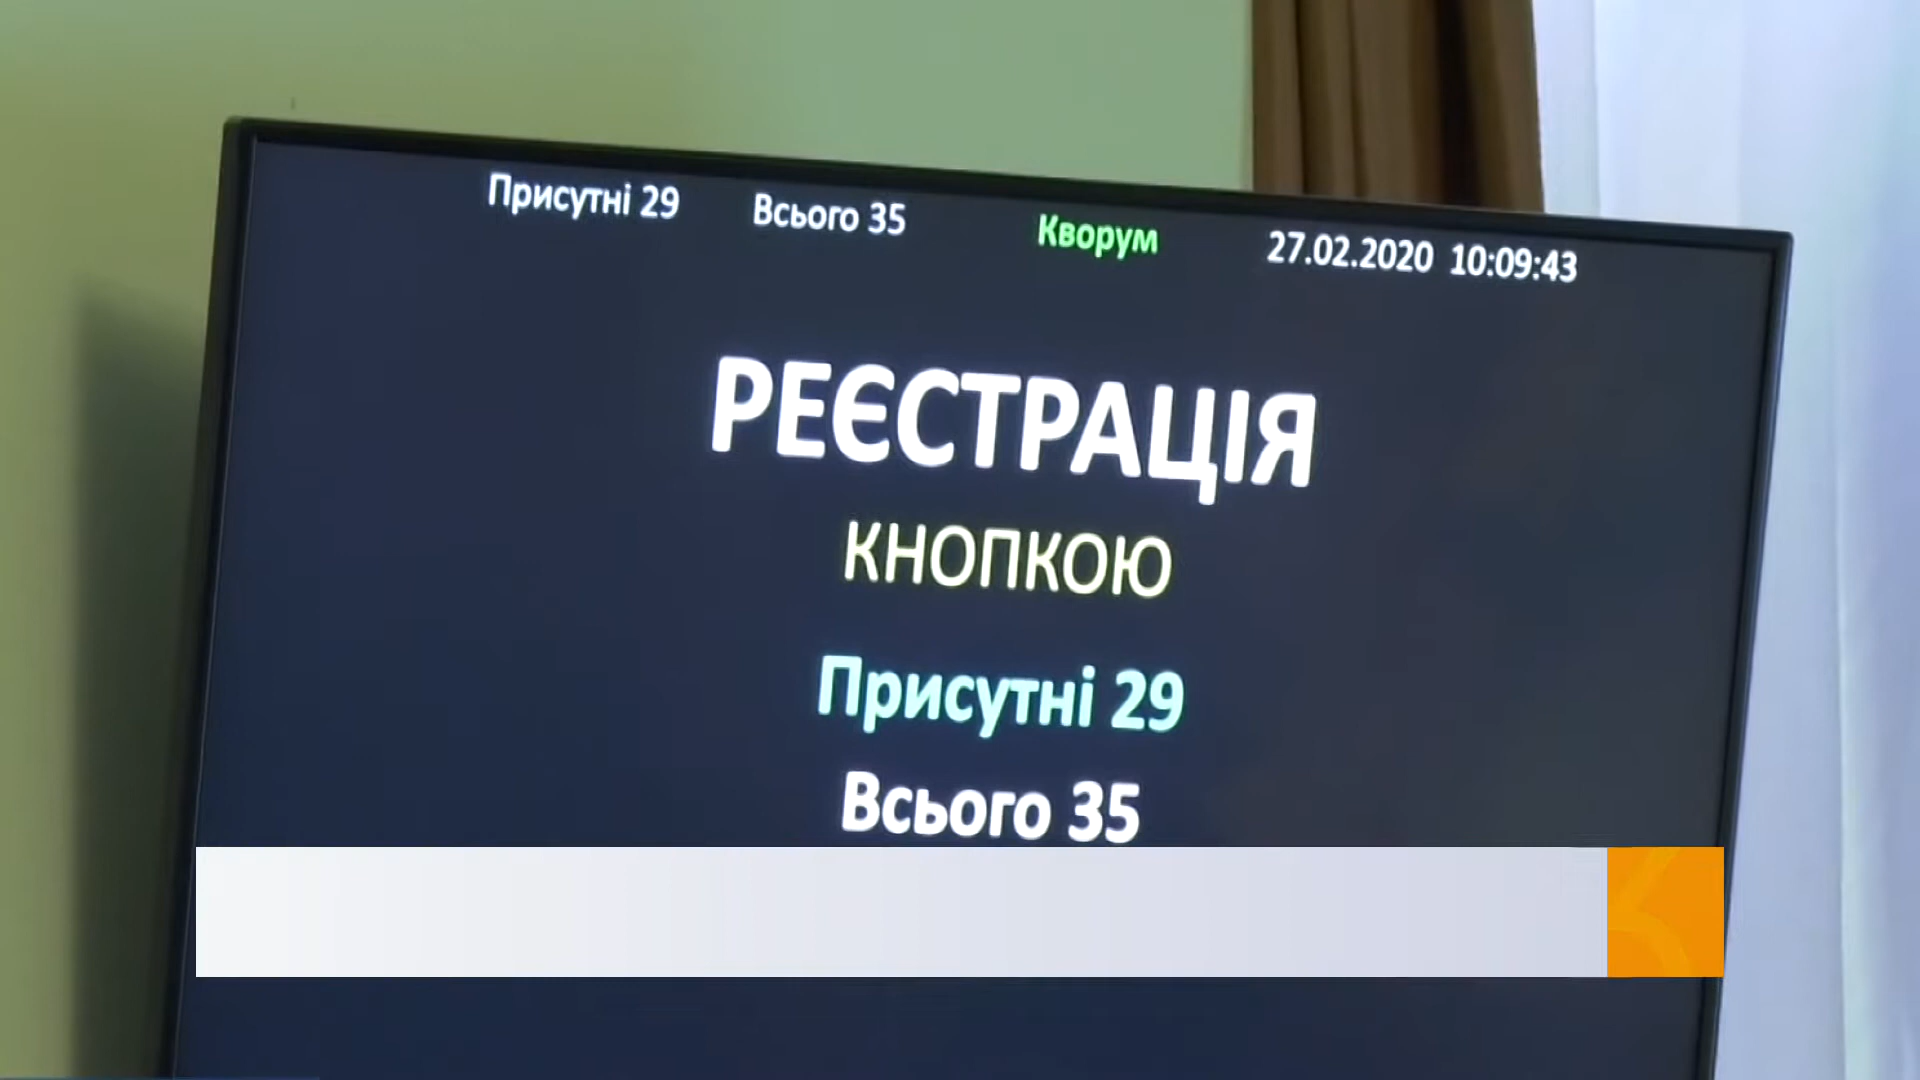 Присутні 29 Всього 35 Кворум 27.02.2020 10:09:43
РЕЄСТРАЦІЯ
КНОПКОЮ
Присутні 29
Всього 35